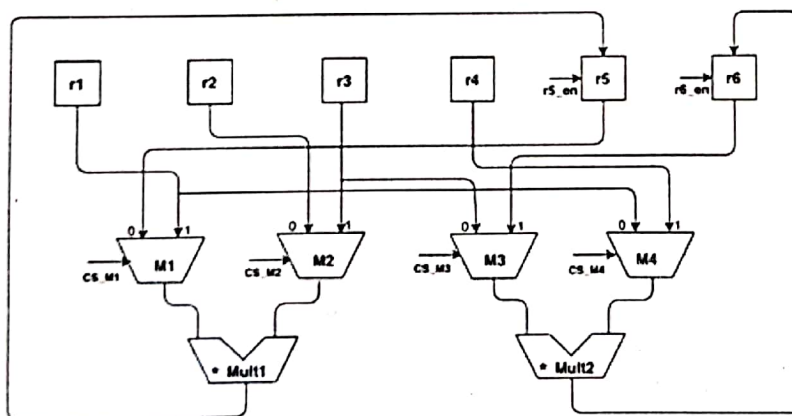 r1
r2
r3
r4
r5_en
r5
r6_en
r6
0
1
0
1
0
1
0
1
CS_M1
M1
CS_M2
M2
CS_M3
M3
CS_M4
M4
* Mult1
* Mult2